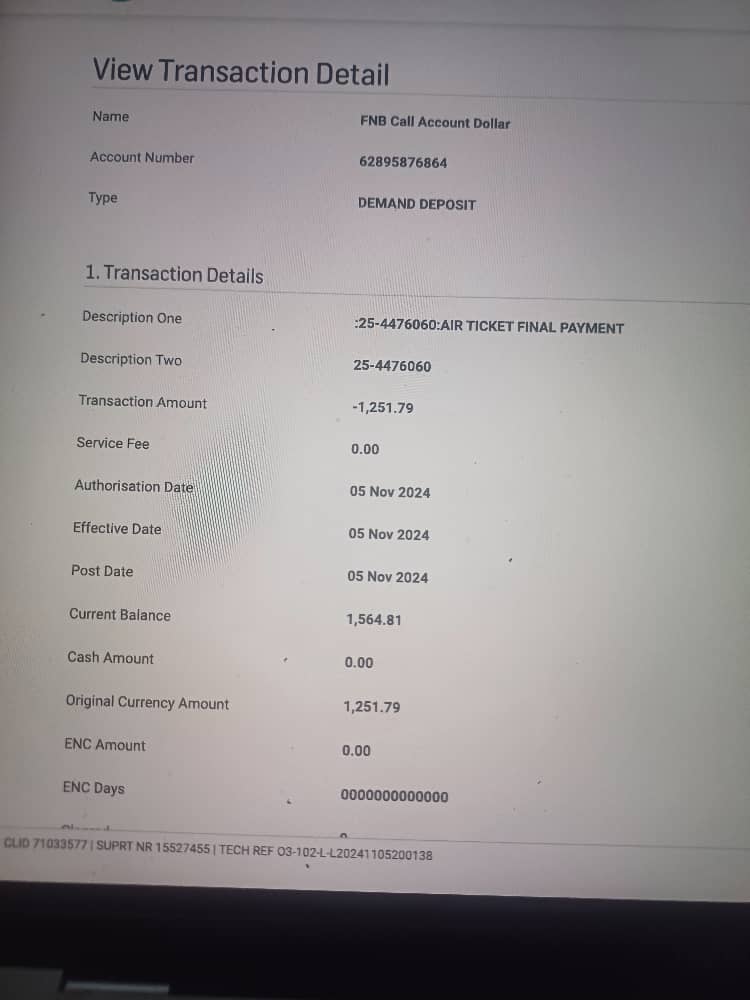 View Transaction Detail
Name FNB Call Account Dollar
Account Number 62895876864
Type DEMAND DEPOSIT
1. Transaction Details
Description One :25-4476060:AIR TICKET FINAL PAYMENT
Description Two 25-4476060
Transaction Amount -1,251.79
Service Fee 0.00
Authorisation Date 05 Nov 2024
Effective Date 05 Nov 2024
Post Date 05 Nov 2024
Current Balance 1,564.81
Cash Amount 0.00
Original Currency Amount 1,251.79
ENC Amount 0.00
ENC Days 0000000000000
CLID 71033577 | SUPRT NR 15527455 | TECH REF O3-102-L-L20241105200138